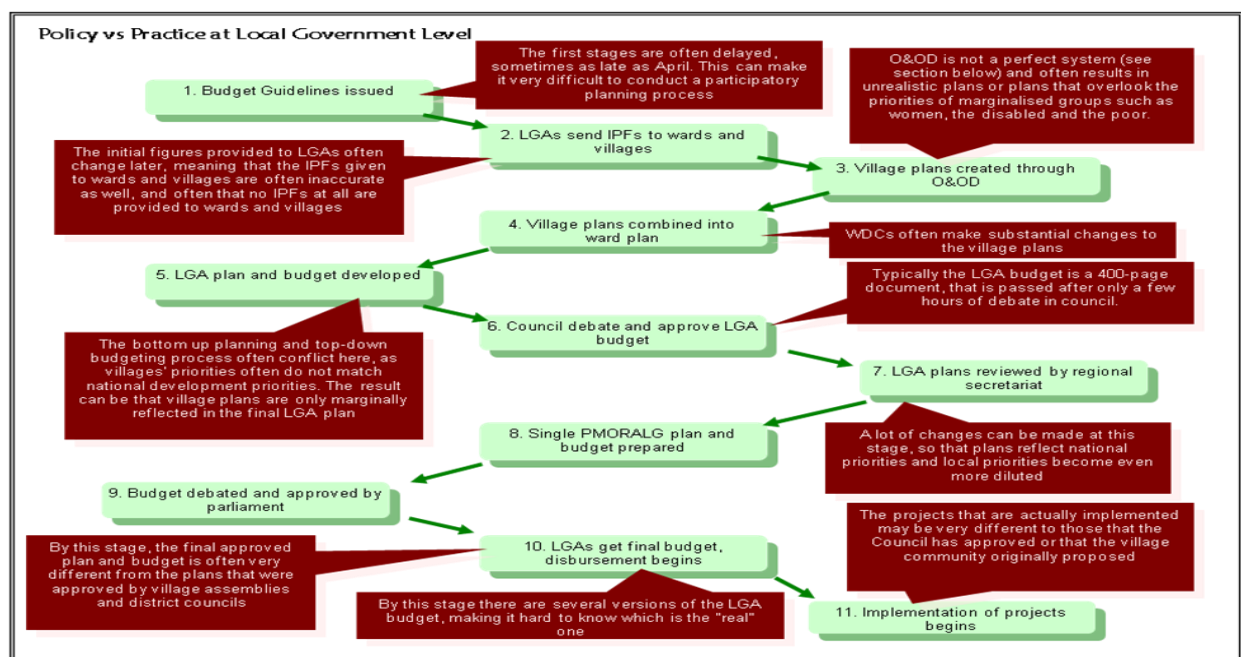 Policy vs Practice at Local Government Level
The first stages are often delayed,
sometimes as late as April. This can make
it very difficult to conduct a participatory
planning process
O&OD is not a perfect system (see
section below) and often results in
unrealistic plans or plans that overlook the
priorities of marginalised groups such as
women, the disabled and the poor.
1. Budget Guidelines issued
2. LGAs send IPFs to wards and
villages
The initial figures provided to LGAs often
change later, meaning that the IPFs given
to wards and villages are often inaccurate
as well, and often that no IPFs at all are
provided to wards and villages
3. Village plans created through
O&OD
4. Village plans combined into
ward plan
WDCs often make substantial changes to
the village plans
5. LGA plan and budget developed
Typically the LGA budget is a 400-page
document, that is passed after only a few
hours of debate in council.
6. Council debate and approve LGA
budget
The bottom up planning and top-down
budgeting process often conflict here, as
villages' priorities often do not match
national development priorities. The result
can be that village plans are only marginally
reflected in the final LGA plan
7. LGA plans reviewed by regional
secretariat
8. Single PMORALG plan and
budget prepared
A lot of changes can be made at this
stage, so that plans reflect national
priorities and local priorities become even
more diluted
9. Budget debated and approved by
parliament
The projects that are actually implemented
may be very different to those that the
Council has approved or that the village
community originally proposed
By this stage, the final approved
plan and budget is often very
different from the plans that were
approved by village assemblies
and district councils
10. LGAs get final budget,
disbursement begins
By this stage there are several versions of the LGA
budget, making it hard to know which is the "real"
one
11. Implementation of projects
begins